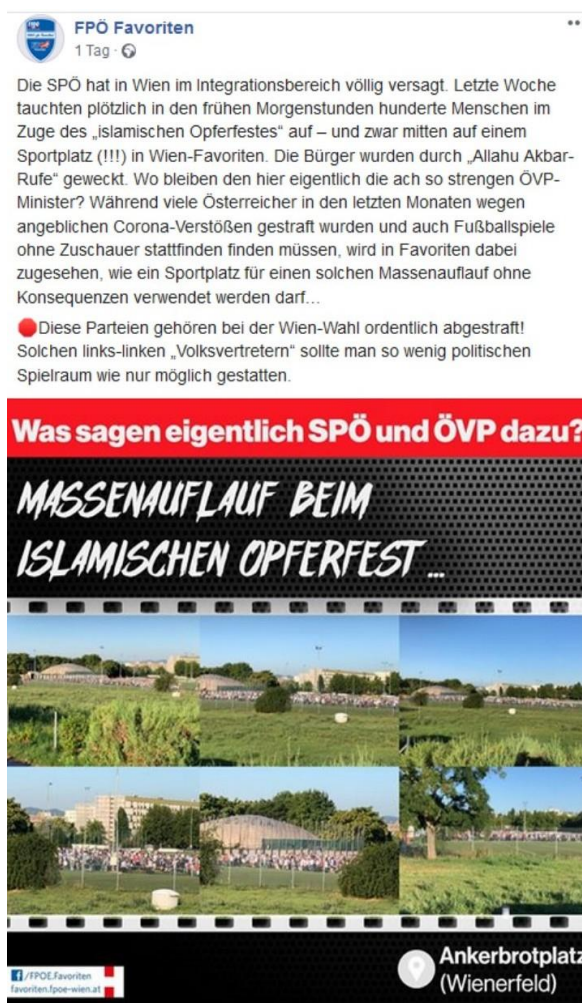 FPÖ Favoriten
1 Tag ·
Die SPÖ hat in Wien im Integrationsbereich völlig versagt. Letzte Woche
tauchten plötzlich in den frühen Morgenstunden hunderte Menschen im
Zuge des „islamischen Opferfestes“ auf – und zwar mitten auf einem
Sportplatz (!!!) in Wien-Favoriten. Die Bürger wurden durch „Allahu Akbar-
Rufe“ geweckt. Wo bleiben den hier eigentlich die ach so strengen ÖVP-
Minister? Während viele Österreicher in den letzten Monaten wegen
angeblichen Corona-Verstößen gestraft wurden und auch Fußballspiele
ohne Zuschauer stattfinden finden müssen, wird in Favoriten dabei
zugesehen, wie ein Sportplatz für einen solchen Massenauflauf ohne
Konsequenzen verwendet werden darf…
Diese Parteien gehören bei der Wien-Wahl ordentlich abgestraft!
Solchen links-linken „Volksvertretern“ sollte man so wenig politischen
Spielraum wie nur möglich gestatten.
Was sagen eigentlich SPÖ und ÖVP dazu?
MASSENAUFLAUF BEIM
ISLAMISCHEN OPFERFEST ...
/FPOE.Favoriten
favoriten.fpoe-wien.at
Ankerbrotplatz
(Wienerfeld)